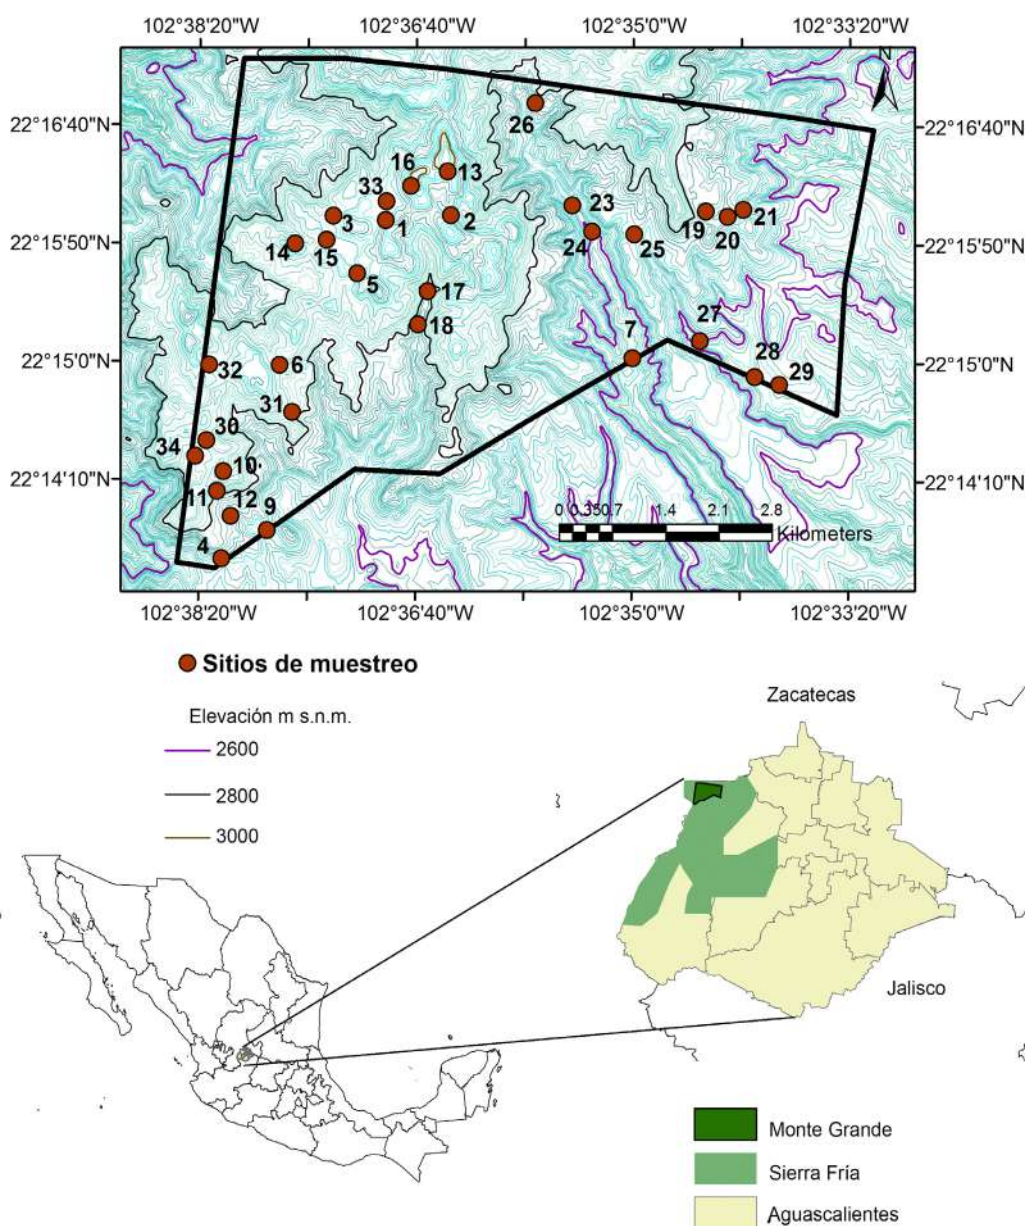 102°38'20"W 102°36'40"W 102°35'0"W 102°33'20"W
N
22°16'40"N 22°16'40"N
26
16 13
33
3 1 2 23 19 20 21
22°15'50"N 14 15 24 25 22°15'50"N
5
17
18
27
7
22°15'0"N 32 6 28 29 22°15'0"N
31
30
34
10
22°14'10"N 11 12 9 22°14'10"N
4
0 0.350.7 1.4 2.1 2.8
Kilometers
102°38'20"W 102°36'40"W 102°35'0"W 102°33'20"W
Sitios de muestreo
Elevación m s.n.m.
2600
2800
3000
Zacatecas
Jalisco
Monte Grande
Sierra Fría
Aguascalientes